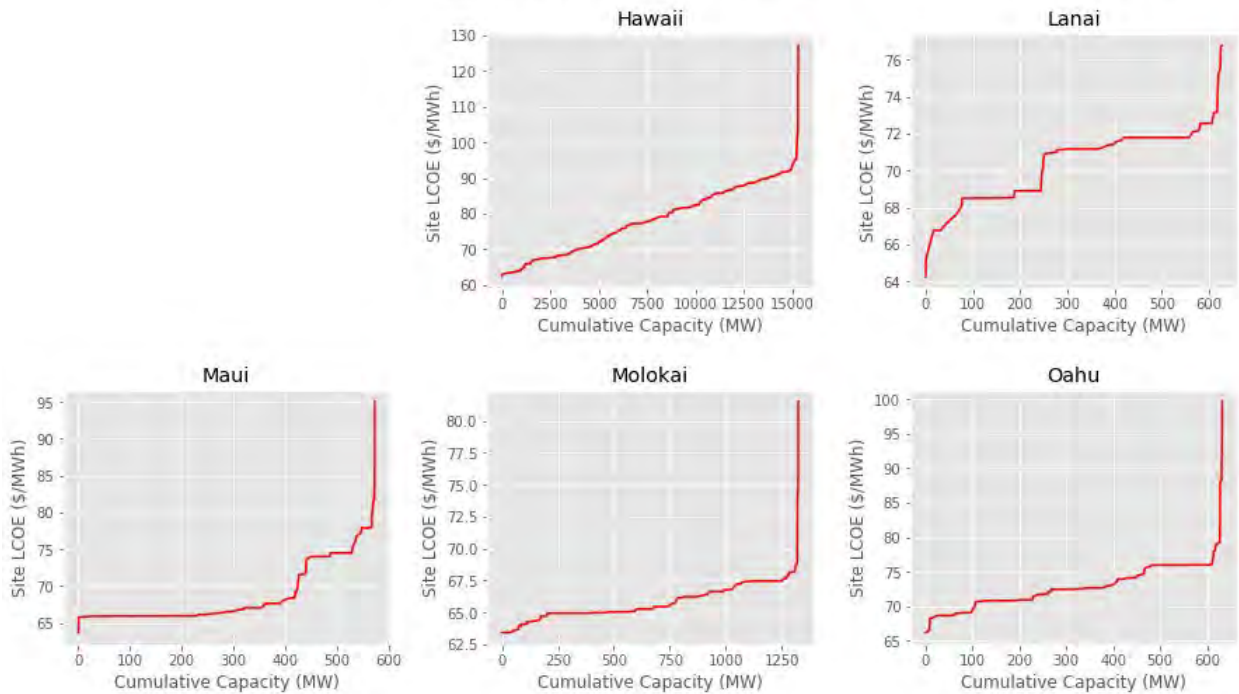 Hawaii
130
120
110
100
90
80
70
60
Site LCOE ($/MWh)
0 2500 5000 7500 10000 12500 15000
Cumulative Capacity (MW)
Lanai
76
74
72
70
68
66
64
Site LCOE ($/MWh)
0 100 200 300 400 500 600
Cumulative Capacity (MW)
Maui
95
90
85
80
75
70
65
Site LCOE ($/MWh)
0 100 200 300 400 500 600
Cumulative Capacity (MW)
Molokai
80.0
77.5
75.0
72.5
70.0
67.5
65.0
62.5
Site LCOE ($/MWh)
0 250 500 750 1000 1250
Cumulative Capacity (MW)
Oahu
100
95
90
85
80
75
70
65
Site LCOE ($/MWh)
0 100 200 300 400 500 600
Cumulative Capacity (MW)